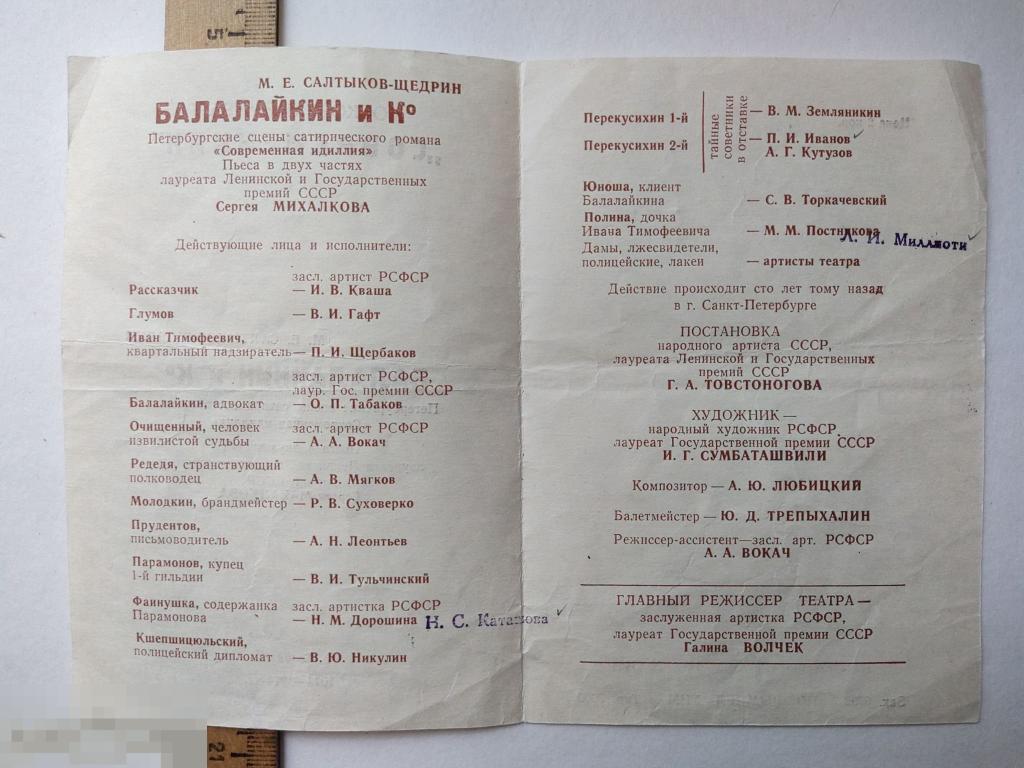 М. Е. САЛТЫКОВ-ЩЕДРИН
БАЛАЛАЙКИН и Кº
Петербургские сцены сатирического романа
«Современная идиллия»
Пьеса в двух частях
лауреата Ленинской и Государственных
премий СССР
Сергея МИХАЛКОВА
Действующие лица и исполнители:
засл. артист РСФСР
Рассказчик — И. В. Кваша
Глумов — В. И. Гафт
Иван Тимофеевич,
квартальный надзиратель — П. И. Щербаков
засл. артист РСФСР,
лаур. Гос. премии СССР
Балалайкин, адвокат — О. П. Табаков
Очищенный, человек засл. артист РСФСР
извилистой судьбы — А. А. Вокач
Редедя, странствующий
полководец — А. В. Мягков
Молодкин, брандмейстер — Р. В. Суховерко
Прудентов,
письмоводитель — А. Н. Леонтьев
Парамонов, купец
1-й гильдии — В. И. Тульчинский
Фаинушка, содержанка засл. артистка РСФСР
Парамонова — Н. М. Дорошина Н. С. Каташова
Кшепшицюльский,
полицейский дипломат — В. Ю. Никулин
Перекусихин 1-й — В. М. Земляникин
Перекусихин 2-й — П. И. Иванов
А. Г. Кутузов
тайные
советники
в отставке
Юноша, клиент
Балалайкина — С. В. Торкачевский
Полина, дочка
Ивана Тимофеевича — М. М. Постникова
Л. И. Миллиоти
Дамы, лжесвидетели,
полицейские, лакеи — артисты театра
Действие происходит сто лет тому назад
в г. Санкт-Петербурге
ПОСТАНОВКА
народного артиста СССР,
лауреата Ленинской и Государственных
премий СССР
Г. А. ТОВСТОНОГОВА
ХУДОЖНИК —
народный художник РСФСР,
лауреат Государственной премии СССР
И. Г. СУМБАТАШВИЛИ
Композитор — А. Ю. ЛЮБИЦКИЙ
Балетмейстер — Ю. Д. ТРЕПЫХАЛИН
Режиссер-ассистент — засл. арт. РСФСР
А. А. ВОКАЧ
ГЛАВНЫЙ РЕЖИССЕР ТЕАТРА —
заслуженная артистка РСФСР,
лауреат Государственной премии СССР
Галина ВОЛЧЕК
15
21